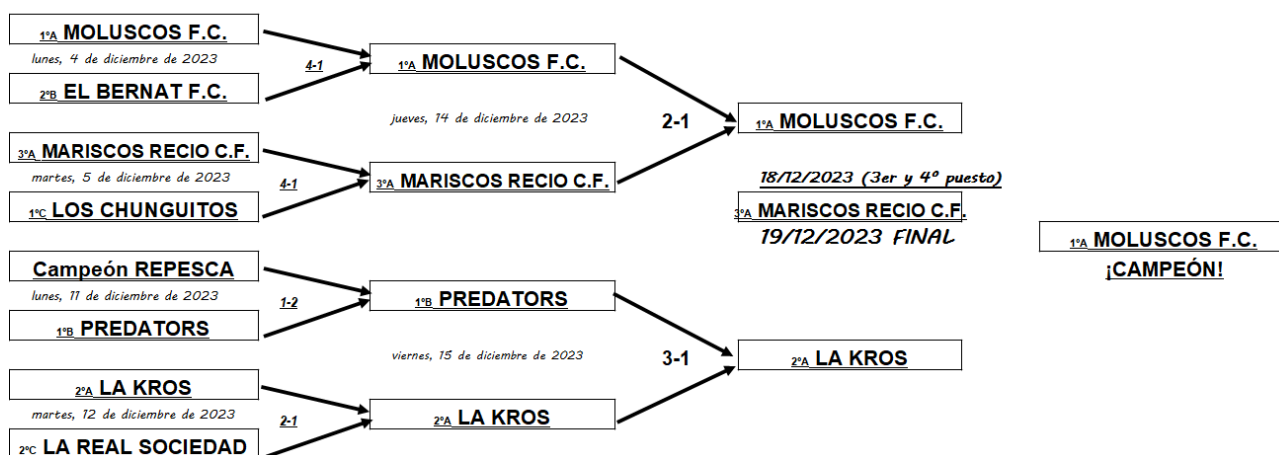 1ºA MOLUSCOS F.C.
lunes, 4 de diciembre de 2023
4-1
2ºB EL BERNAT F.C.
1ºA MOLUSCOS F.C.
jueves, 14 de diciembre de 2023
2-1
3ºA MARISCOS RECIO C.F.
martes, 5 de diciembre de 2023
4-1
1ºC LOS CHUNGUITOS
3ºA MARISCOS RECIO C.F.
1ºA MOLUSCOS F.C.
18/12/2023 (3er y 4º puesto)
3ºA MARISCOS RECIO C.F.
19/12/2023 FINAL
1ºA MOLUSCOS F.C.
¡CAMPEÓN!
Campeón REPESCA
lunes, 11 de diciembre de 2023
1-2
1ºB PREDATORS
1ºB PREDATORS
viernes, 15 de diciembre de 2023
3-1
2ºA LA KROS
2ºA LA KROS
martes, 12 de diciembre de 2023
2-1
2ºC LA REAL SOCIEDAD
2ºA LA KROS